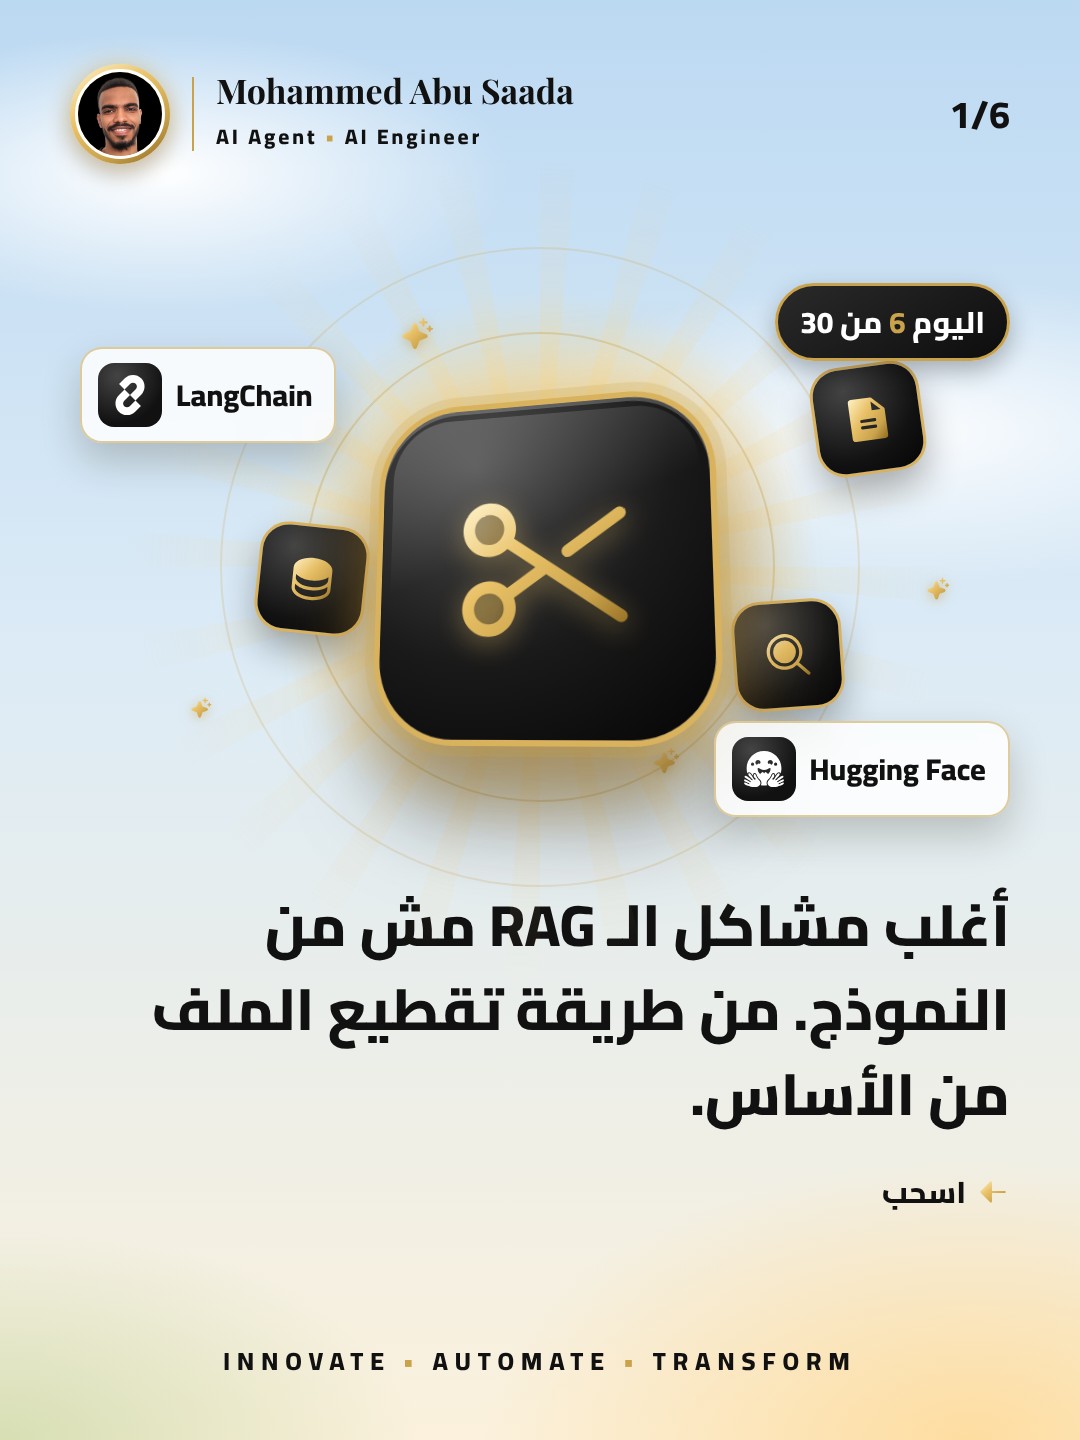 Mohammed Abu Saada
AI Agent ▪ AI Engineer
1/6
اليوم 6 من 30
LangChain
Hugging Face
أغلب مشاكل الـ RAG مش من
النموذج. من طريقة تقطيع الملف
من الأساس.
اسحب
INNOVATE ▪ AUTOMATE ▪ TRANSFORM